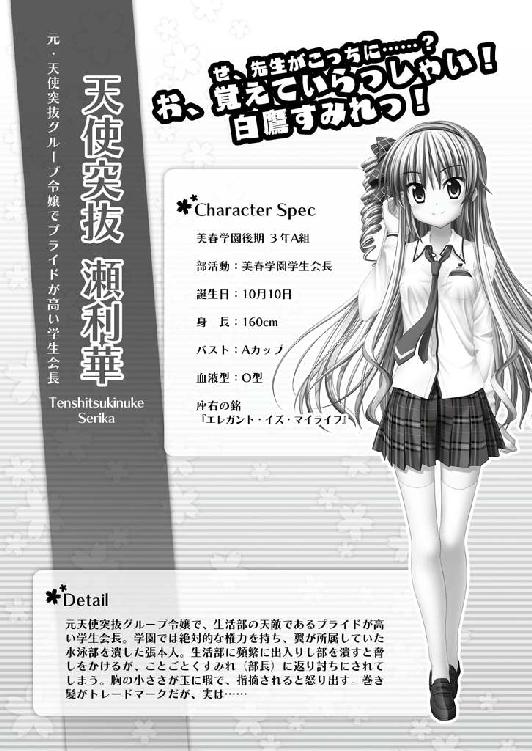 元・天使突抜グループ令嬢でプライドが高い学生会長
天使突抜 瀬利華
Tenshitsukinuke
Serika
せ、先生がこっちに……？
お、覚えていらっしゃい！
白鷹すみれっ！
Character Spec
美春学園後期 3年A組
部活動：美春学園学生会長
誕生日：10月10日
身　長：160cm
バスト：Aカップ
血液型：O型
座右の銘
『エレガント・イズ・マイライフ』
Detail
元天使突抜グループ令嬢で、生活部の天敵であるプライドが高
い学生会長。学園では絶対的な権力を持ち、翼が所属していた
水泳部を潰した張本人。生活部に頻繁に出入りし部を潰すと脅
しをかけるが、ことごとくすみれ（部長）に返り討ちにされて
しまう。胸の小ささが玉に瑕で、指摘されると怒り出す。巻き
髪がトレードマークだが、実は……